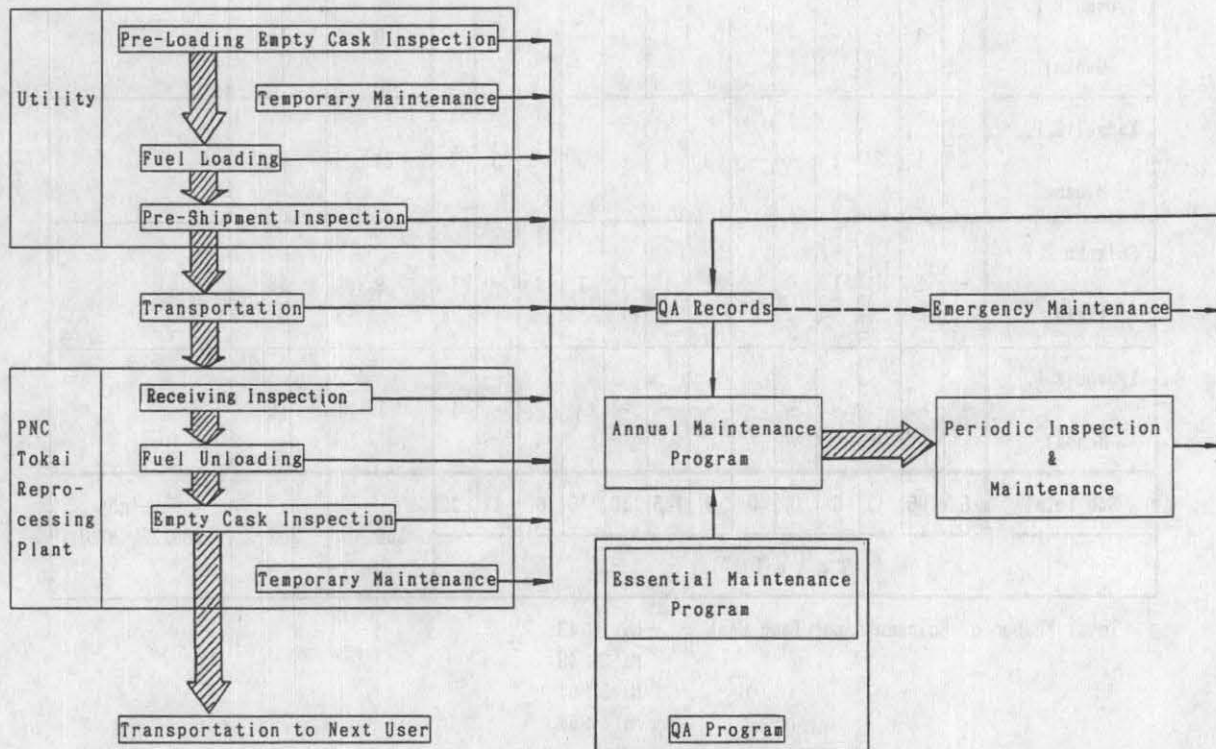 Pre-Loading Empty Cask Inspection
Utility
Temporary Maintenance
Fuel Loading
Pre-Shipment Inspection
Transportation
QA Records
Emergency Maintenance
PNC
Tokai
Repro-
cessing
Plant
Receiving Inspection
Fuel Unloading
Empty Cask Inspection
Temporary Maintenance
Annual Maintenance
Program
Periodic Inspection
&
Maintenance
Essential Maintenance
Program
QA Program
Transportation to Next User